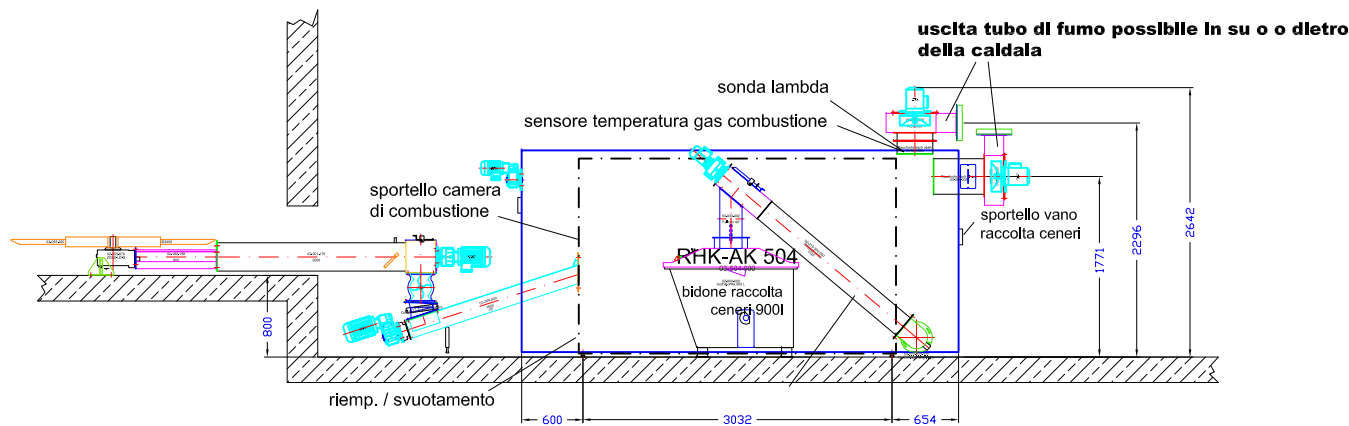 uscita tubo di fumo possibile in su o o dietro
della caldaia
sonda lambda
sensore temperatura gas combustione
sportello camera
di combustione
sportello vano
raccolta ceneri
RHK-AK 504
bidone raccolta
ceneri 900l
800
1771
2296
2642
riemp. / svuotamento
600
3032
654